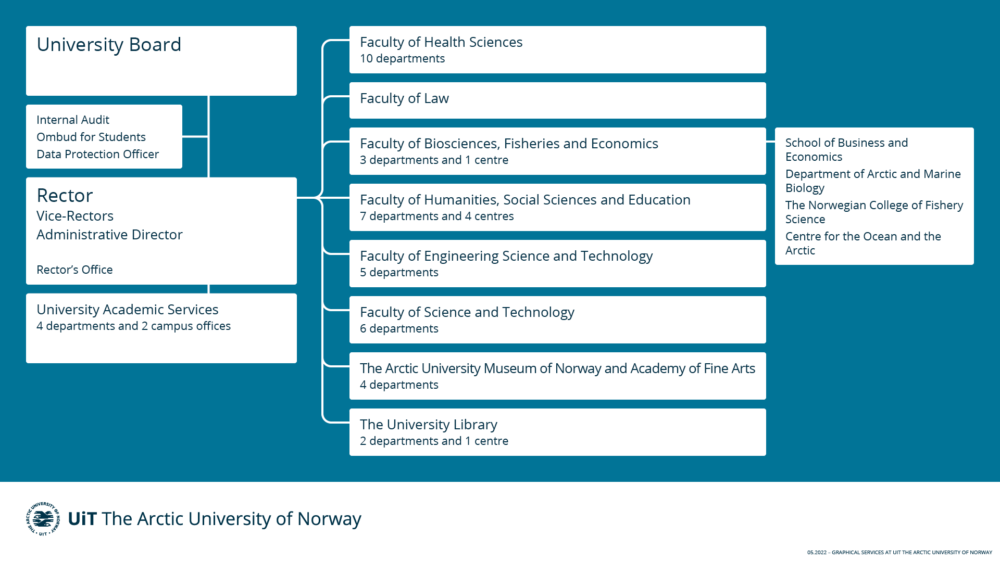 University Board
Internal Audit
Ombud for Students
Data Protection Officer
Rector
Vice-Rectors
Administrative Director
Rector’s Office
University Academic Services
4 departments and 2 campus offices
Faculty of Health Sciences
10 departments
Faculty of Law
Faculty of Biosciences, Fisheries and Economics
3 departments and 1 centre
Faculty of Humanities, Social Sciences and Education
7 departments and 4 centres
Faculty of Engineering Science and Technology
5 departments
Faculty of Science and Technology
6 departments
The Arctic University Museum of Norway and Academy of Fine Arts
4 departments
The University Library
2 departments and 1 centre
School of Business and
Economics
Department of Arctic and Marine
Biology
The Norwegian College of Fishery
Science
Centre for the Ocean and the
Arctic
THE ARCTIC UNIVERSITY OF NORWAY • UiT •
UiT The Arctic University of Norway
05.2022 – GRAPHICAL SERVICES AT UIT THE ARCTIC UNIVERSITY OF NORWAY